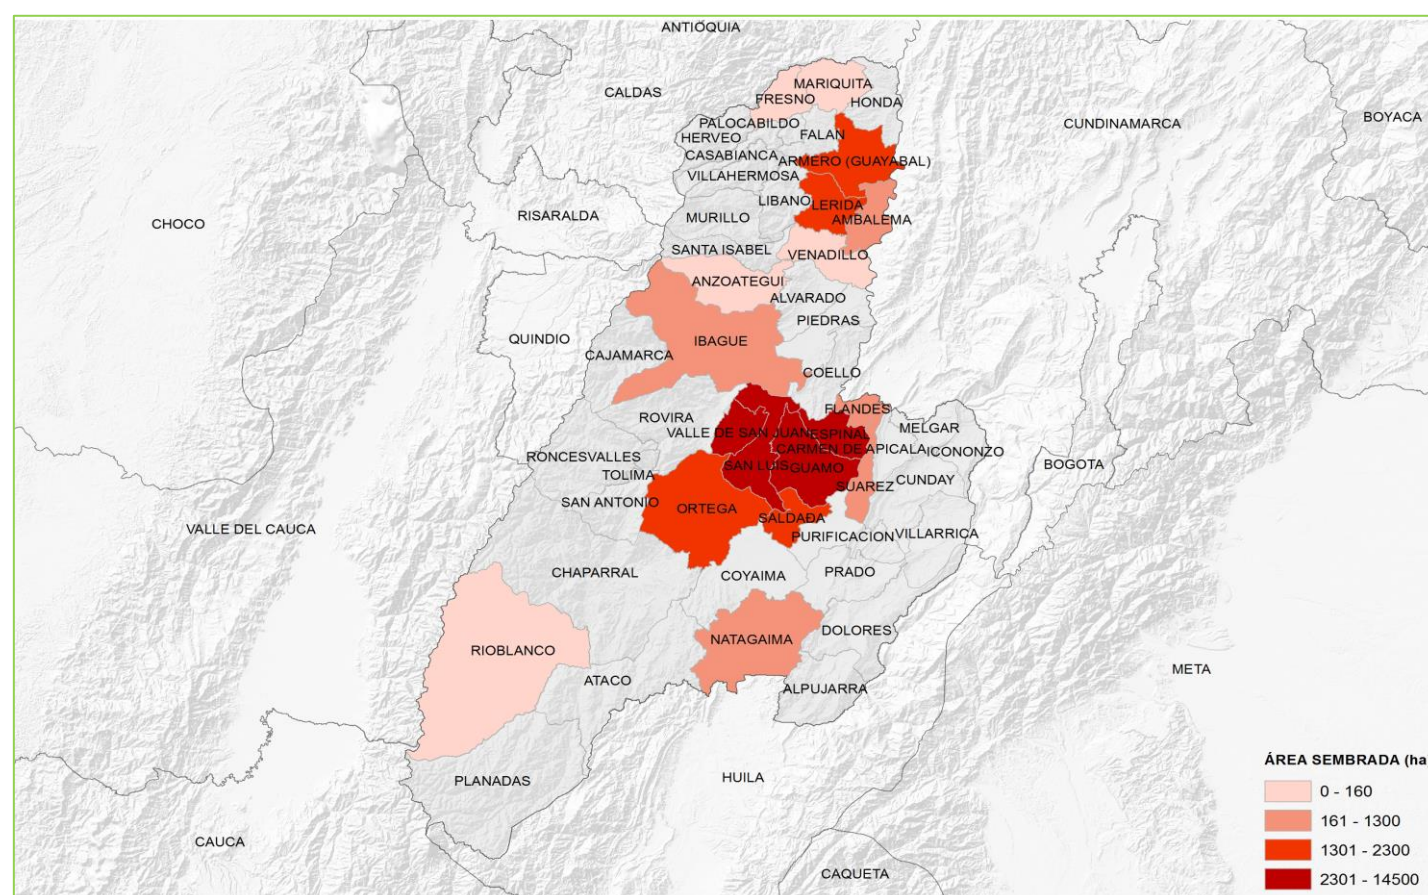 ANTIOQUIA
MARIQUITA
CALDAS
FRESNO
HONDA
BOYACA
PALOCABILDO
CUNDINAMARCA
HERVEO
FALAN
CASABIANCA
ARMERO (GUAYABAL)
VILLAHERMOSA
LIBANO
LERIDA
RISARALDA
MURILLO
AMBALEMA
CHOCO
SANTA ISABEL
VENADILLO
ANZOATEGUI
ALVARADO
PIEDRAS
QUINDIO
IBAGUE
CAJAMARCA
COELLO
FLANDES
ROVIRA
MELGAR
VALLE DE SAN JUAN
ESPINAL
CARMEN DE APICALA
ICONONZO
RONCESVALLES
SAN LUIS
GUAMO
BOGOTA
TOLIMA
CUNDAY
SUAREZ
SAN ANTONIO
ORTEGA
SALDAÐA
VALLE DEL CAUCA
PURIFICACION
VILLARRICA
CHAPARRAL
COYAIMA
PRADO
DOLORES
NATAGAIMA
RIOBLANCO
META
ATACO
ALPUJARRA
PLANADAS
HUILA
CAUCA
CAQUETA
ÁREA SEMBRADA (ha
0 - 160
161 - 1300
1301 - 2300
2301 - 14500